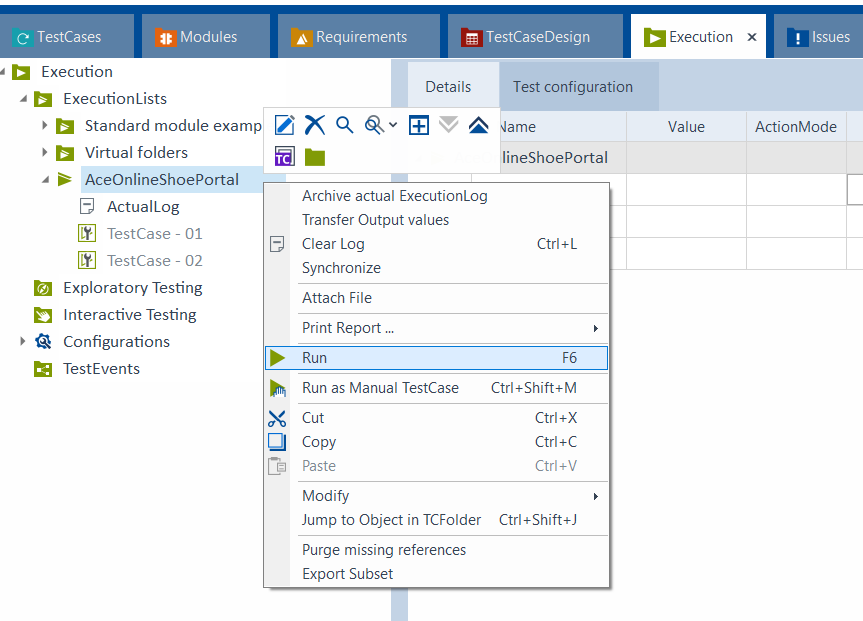 TestCases
Modules
Requirements
TestCaseDesign
Execution
Issues
Execution
ExecutionLists
Standard module examp
Virtual folders
AceOnlineShoePortal
ActualLog
TestCase - 01
TestCase - 02
Exploratory Testing
Interactive Testing
Configurations
TestEvents
TC
Details
Test configuration
Name
Value
ActionMode
lineShoePortal
Archive actual ExecutionLog
Transfer Output values
Clear Log Ctrl+L
Synchronize
Attach File
Print Report ...
Run F6
Run as Manual TestCase Ctrl+Shift+M
Cut Ctrl+X
Copy Ctrl+C
Paste Ctrl+V
Modify
Jump to Object in TCFolder Ctrl+Shift+J
Purge missing references
Export Subset